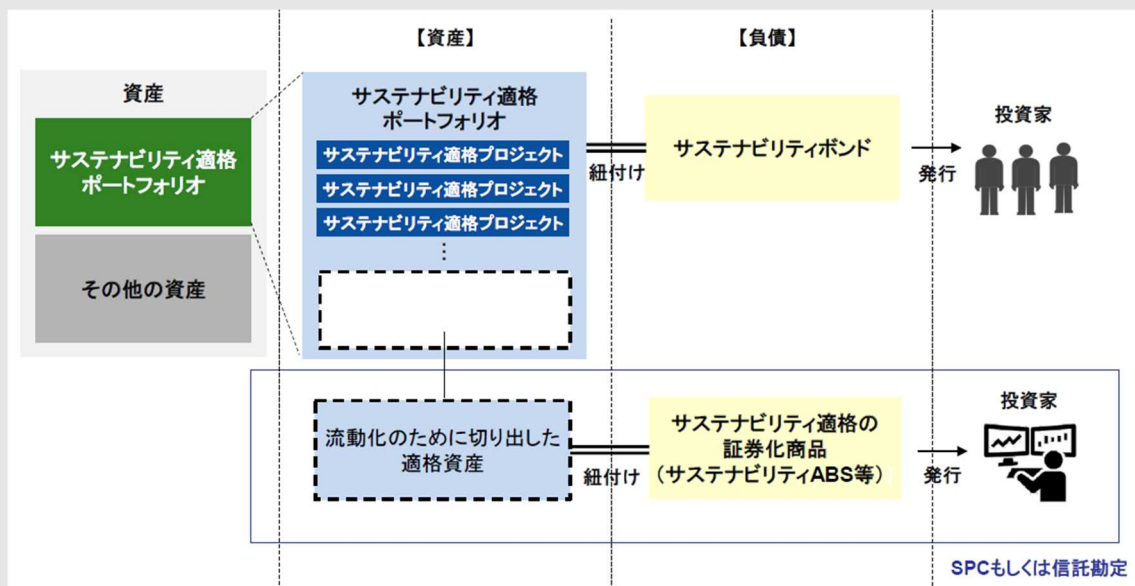 【資産】
【負債】
資産
サステナビリティ適格
ポートフォリオ
その他の資産
サステナビリティ適格
ポートフォリオ
サステナビリティ適格プロジェクト
サステナビリティ適格プロジェクト
サステナビリティ適格プロジェクト
⋮
紐付け
サステナビリティボンド
発行
投資家
流動化のために切り出した
適格資産
紐付け
サステナビリティ適格の
証券化商品
（サステナビリティABS等）
発行
投資家
SPCもしくは信託勘定